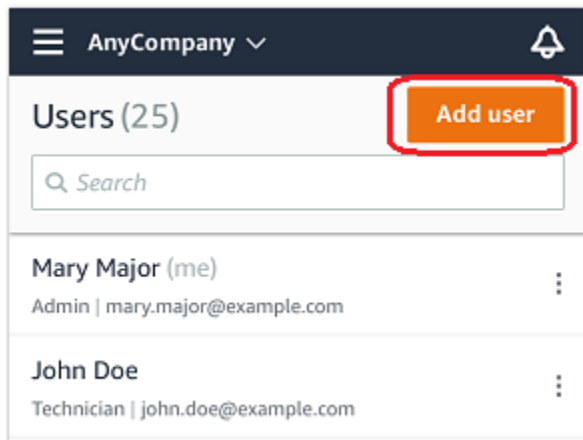 AnyCompany
Users (25)
Add user
Search
Mary Major (me)
Admin | mary.major@example.com
John Doe
Technician | john.doe@example.com